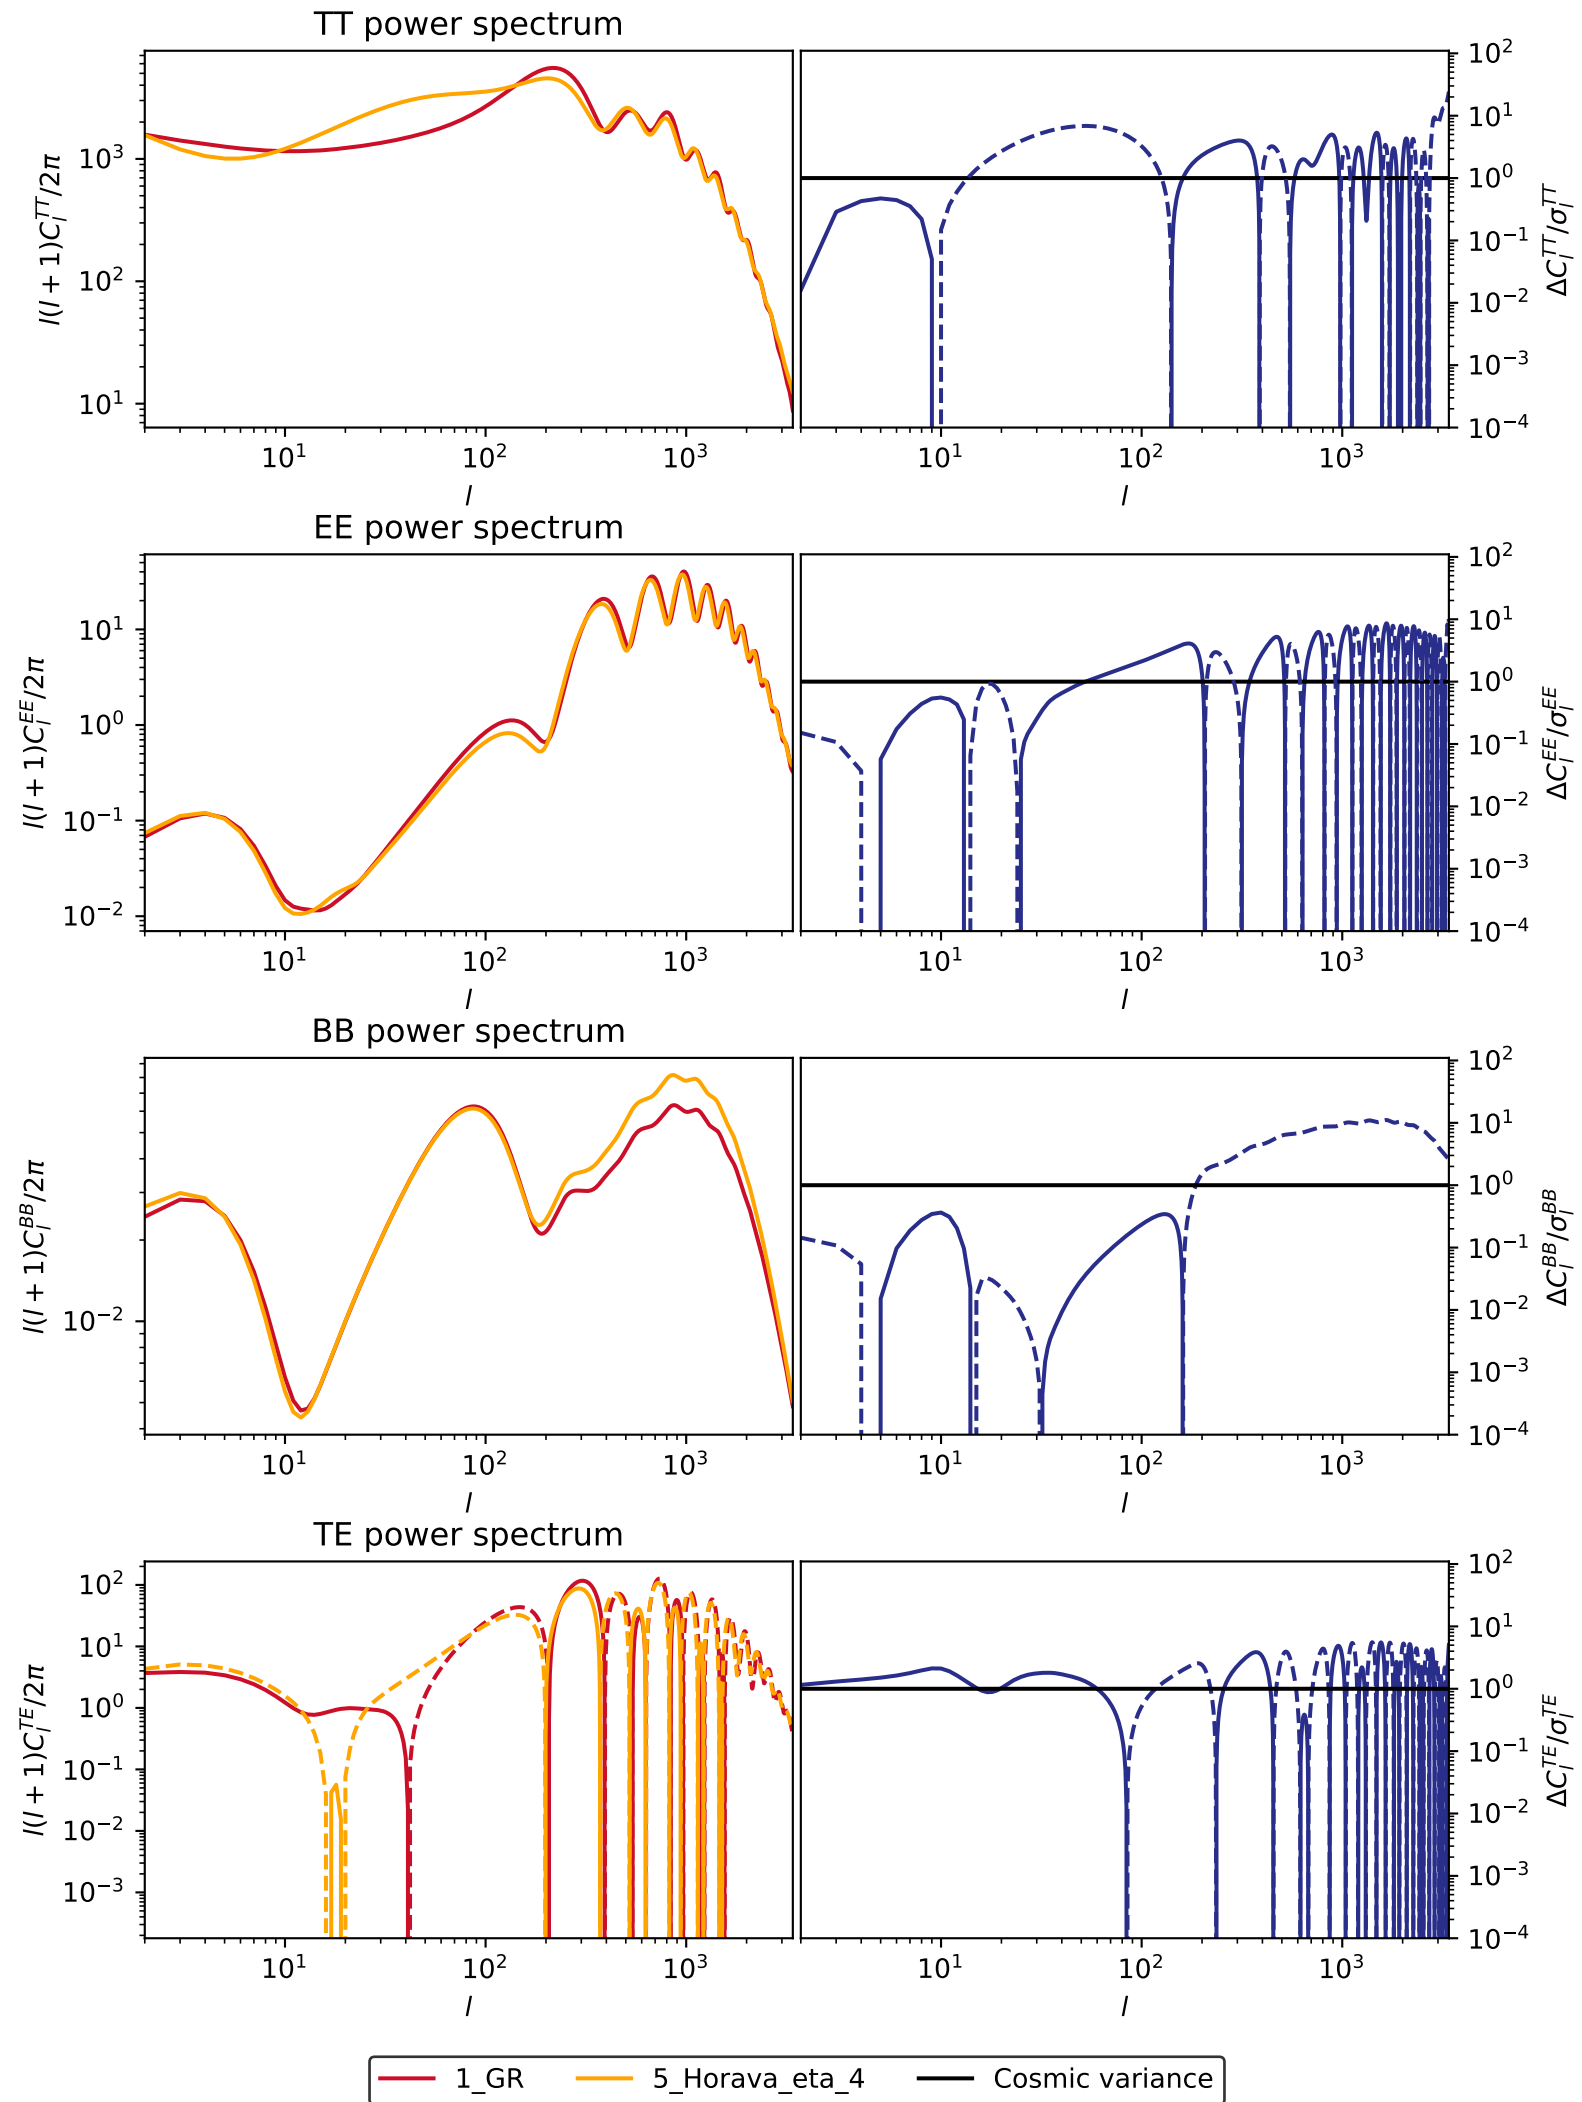 TT power spectrum
l(l + 1)C_l^{TT}/2π
10^3
10^2
10^1
10^1 10^2 10^3
l
10^1 10^2 10^3
l
10^2
10^1
10^0
10^{−1}
10^{−2}
10^{−3}
10^{−4}
ΔC_l^{TT}/σ_l^{TT}
EE power spectrum
l(l + 1)C_l^{EE}/2π
10^1
10^0
10^{−1}
10^{−2}
10^1 10^2 10^3
l
10^1 10^2 10^3
l
10^2
10^1
10^0
10^{−1}
10^{−2}
10^{−3}
10^{−4}
ΔC_l^{EE}/σ_l^{EE}
BB power spectrum
l(l + 1)C_l^{BB}/2π
10^{−2}
10^1 10^2 10^3
l
10^1 10^2 10^3
l
10^2
10^1
10^0
10^{−1}
10^{−2}
10^{−3}
10^{−4}
ΔC_l^{BB}/σ_l^{BB}
TE power spectrum
l(l + 1)C_l^{TE}/2π
10^2
10^1
10^0
10^{−1}
10^{−2}
10^{−3}
10^1 10^2 10^3
l
10^1 10^2 10^3
l
10^2
10^1
10^0
10^{−1}
10^{−2}
10^{−3}
10^{−4}
ΔC_l^{TE}/σ_l^{TE}
1_GR 5_Horava_eta_4 Cosmic variance